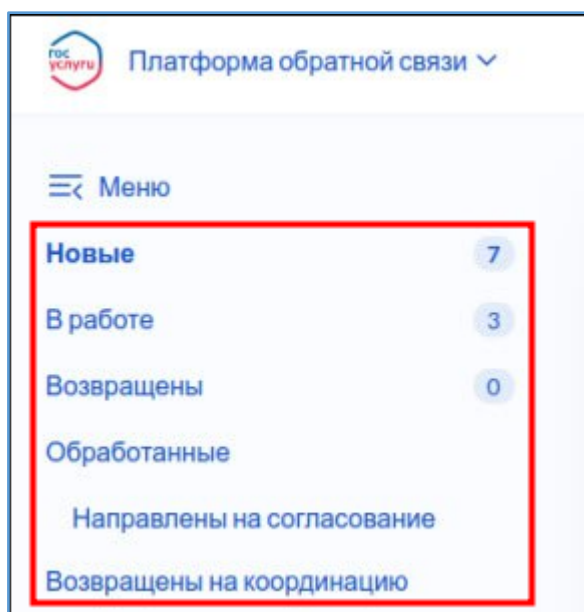 гос
услуги
Платформа обратной связи
Меню
Новые 7
В работе 3
Возвращены 0
Обработанные
Направлены на согласование
Возвращены на координацию